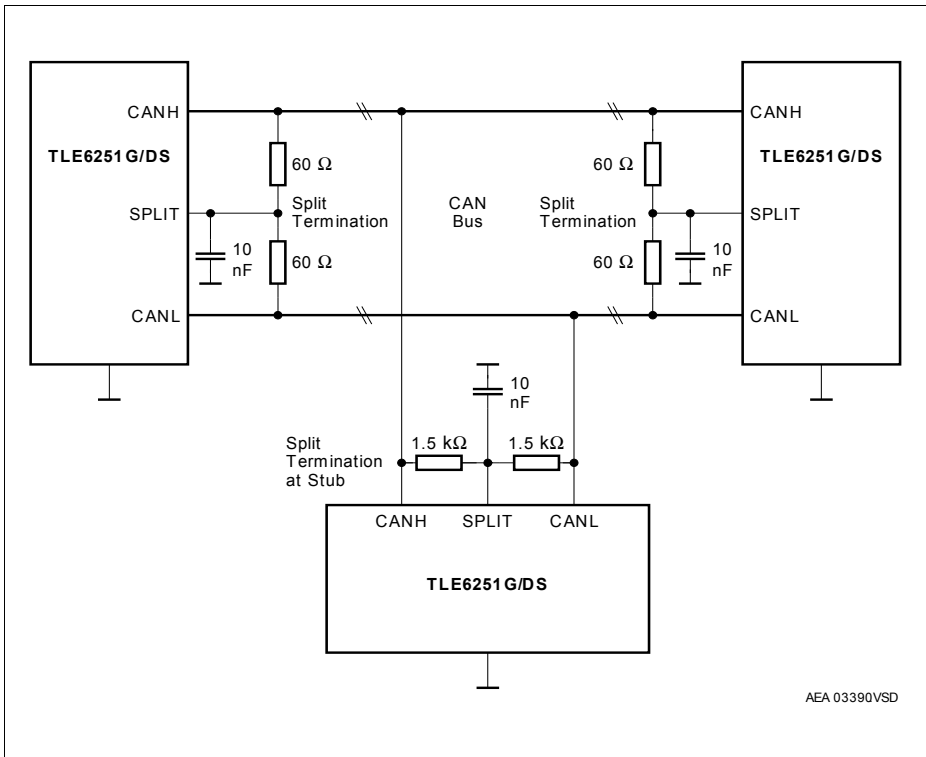 CANH
TLE6251G/DS
SPLIT
CANL
60 Ω
Split
Termination
10
nF
60 Ω
CAN
Bus
60 Ω
Split
Termination
60 Ω
10
nF
CANH
TLE6251G/DS
SPLIT
CANL
10
nF
Split
Termination
at Stub
1.5 kΩ
1.5 kΩ
CANH
SPLIT
CANL
TLE6251G/DS
AEA 03390.VSD